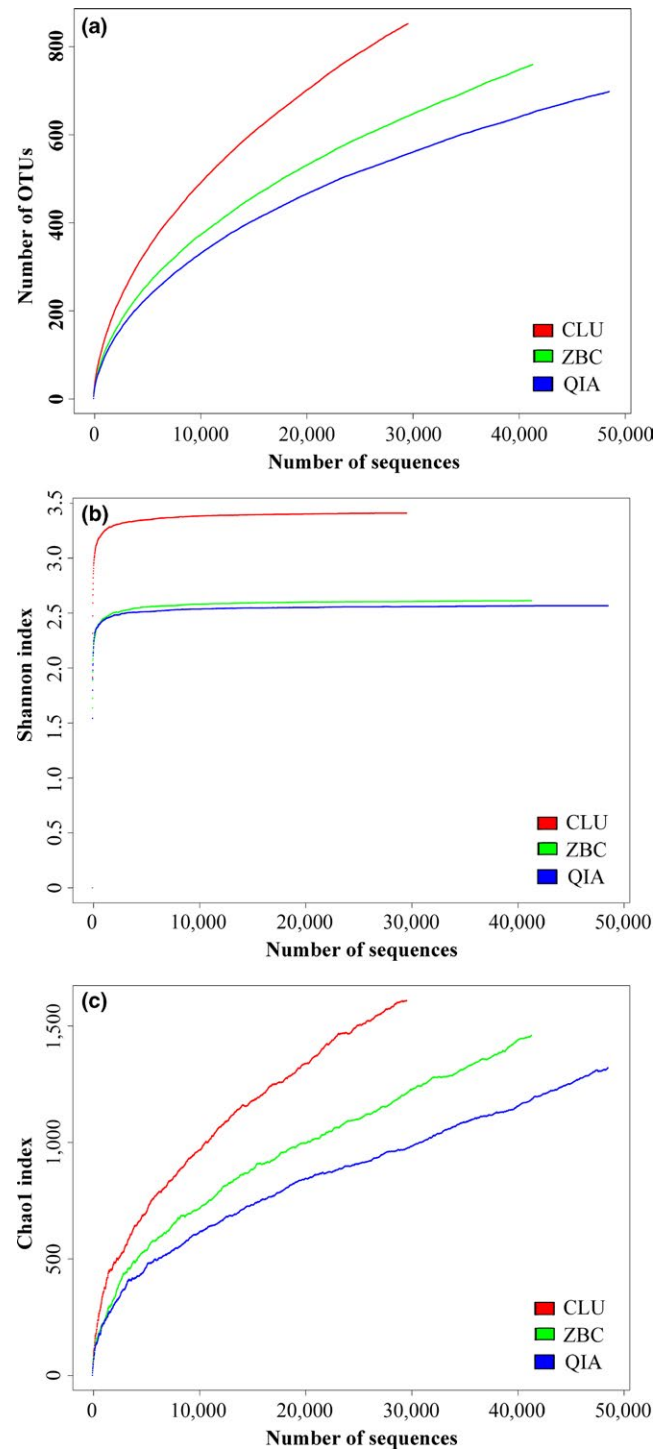 (a)
800
600
400
200
0
Number of OTUs
CLU
ZBC
QIA
0 10,000 20,000 30,000 40,000 50,000
Number of sequences
(b)
3.5
3.0
2.5
2.0
1.5
1.0
0.5
0
Shannon index
CLU
ZBC
QIA
0 10,000 20,000 30,000 40,000 50,000
Number of sequences
(c)
1,500
1,000
500
0
Chao1 index
CLU
ZBC
QIA
0 10,000 20,000 30,000 40,000 50,000
Number of sequences